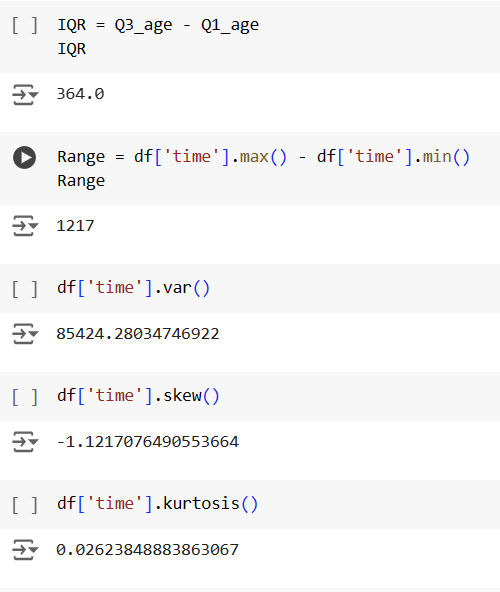 [ ] IQR = Q3_age - Q1_age
IQR
364.0
Range = df['time'].max() - df['time'].min()
Range
1217
[ ] df['time'].var()
85424.28034746922
[ ] df['time'].skew()
-1.1217076490553664
[ ] df['time'].kurtosis()
0.02623848883863067